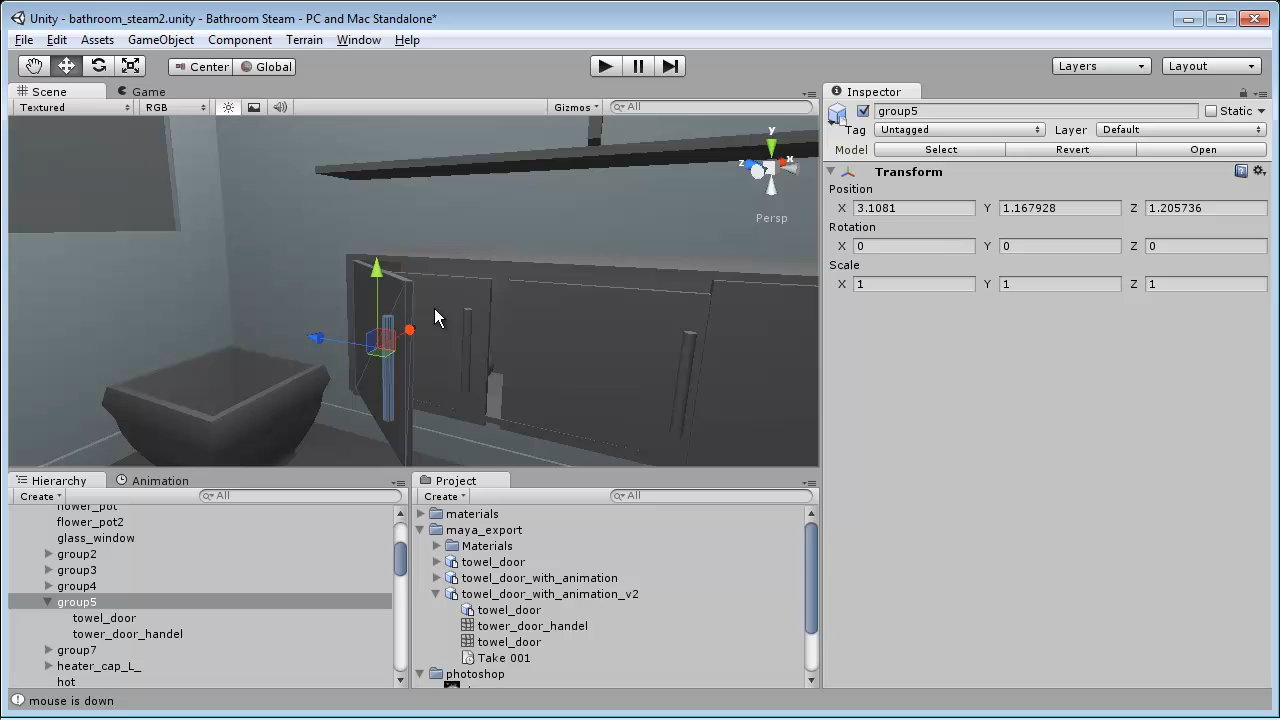 Unity - bathroom_steam2.unity - Bathroom Steam - PC and Mac Standalone*
File Edit Assets GameObject Component Terrain Window Help
Center Global Layers Layout
Scene Game Inspector
Textured RGB Gizmos All
group5 Static
Tag Untagged Layer Default
Model Select Revert Open
Transform
Position
X 3.1081 Y 1.167928 Z 1.205736
Rotation
X 0 Y 0 Z 0
Scale
X 1 Y 1 Z 1
y
z x
Persp
Hierarchy Animation
Create All
flower_pot
flower_pot2
glass_window
group2
group3
group4
group5
towel_door
tower_door_handel
group7
heater_cap_L_
hot
Project
Create All
materials
maya_export
Materials
towel_door
towel_door_with_animation
towel_door_with_animation_v2
towel_door
tower_door_handel
towel_door
Take 001
photoshop
mouse is down